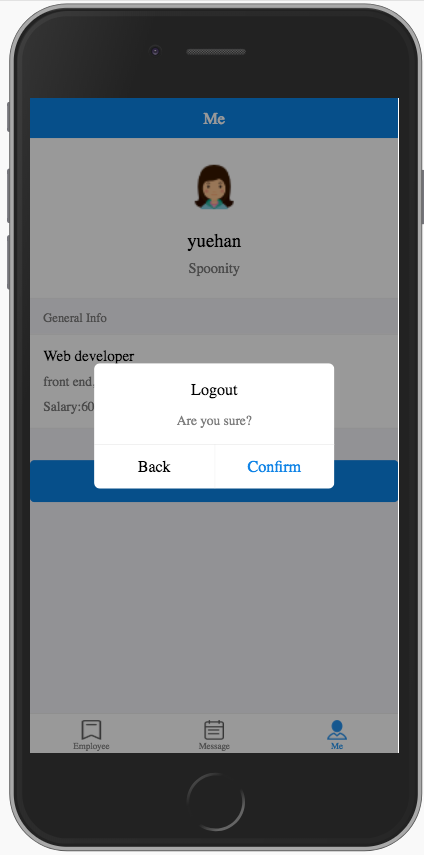 Me
yuehan
Spoonity
General Info
Web developer
front end,
Salary:60
Logout
Are you sure?
Back
Confirm
Employee
Message
Me